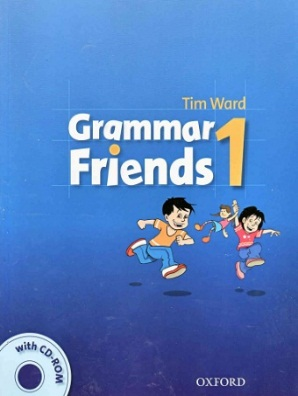 Tim Ward
Grammar
Friends 1
with CD-ROM
OXFORD